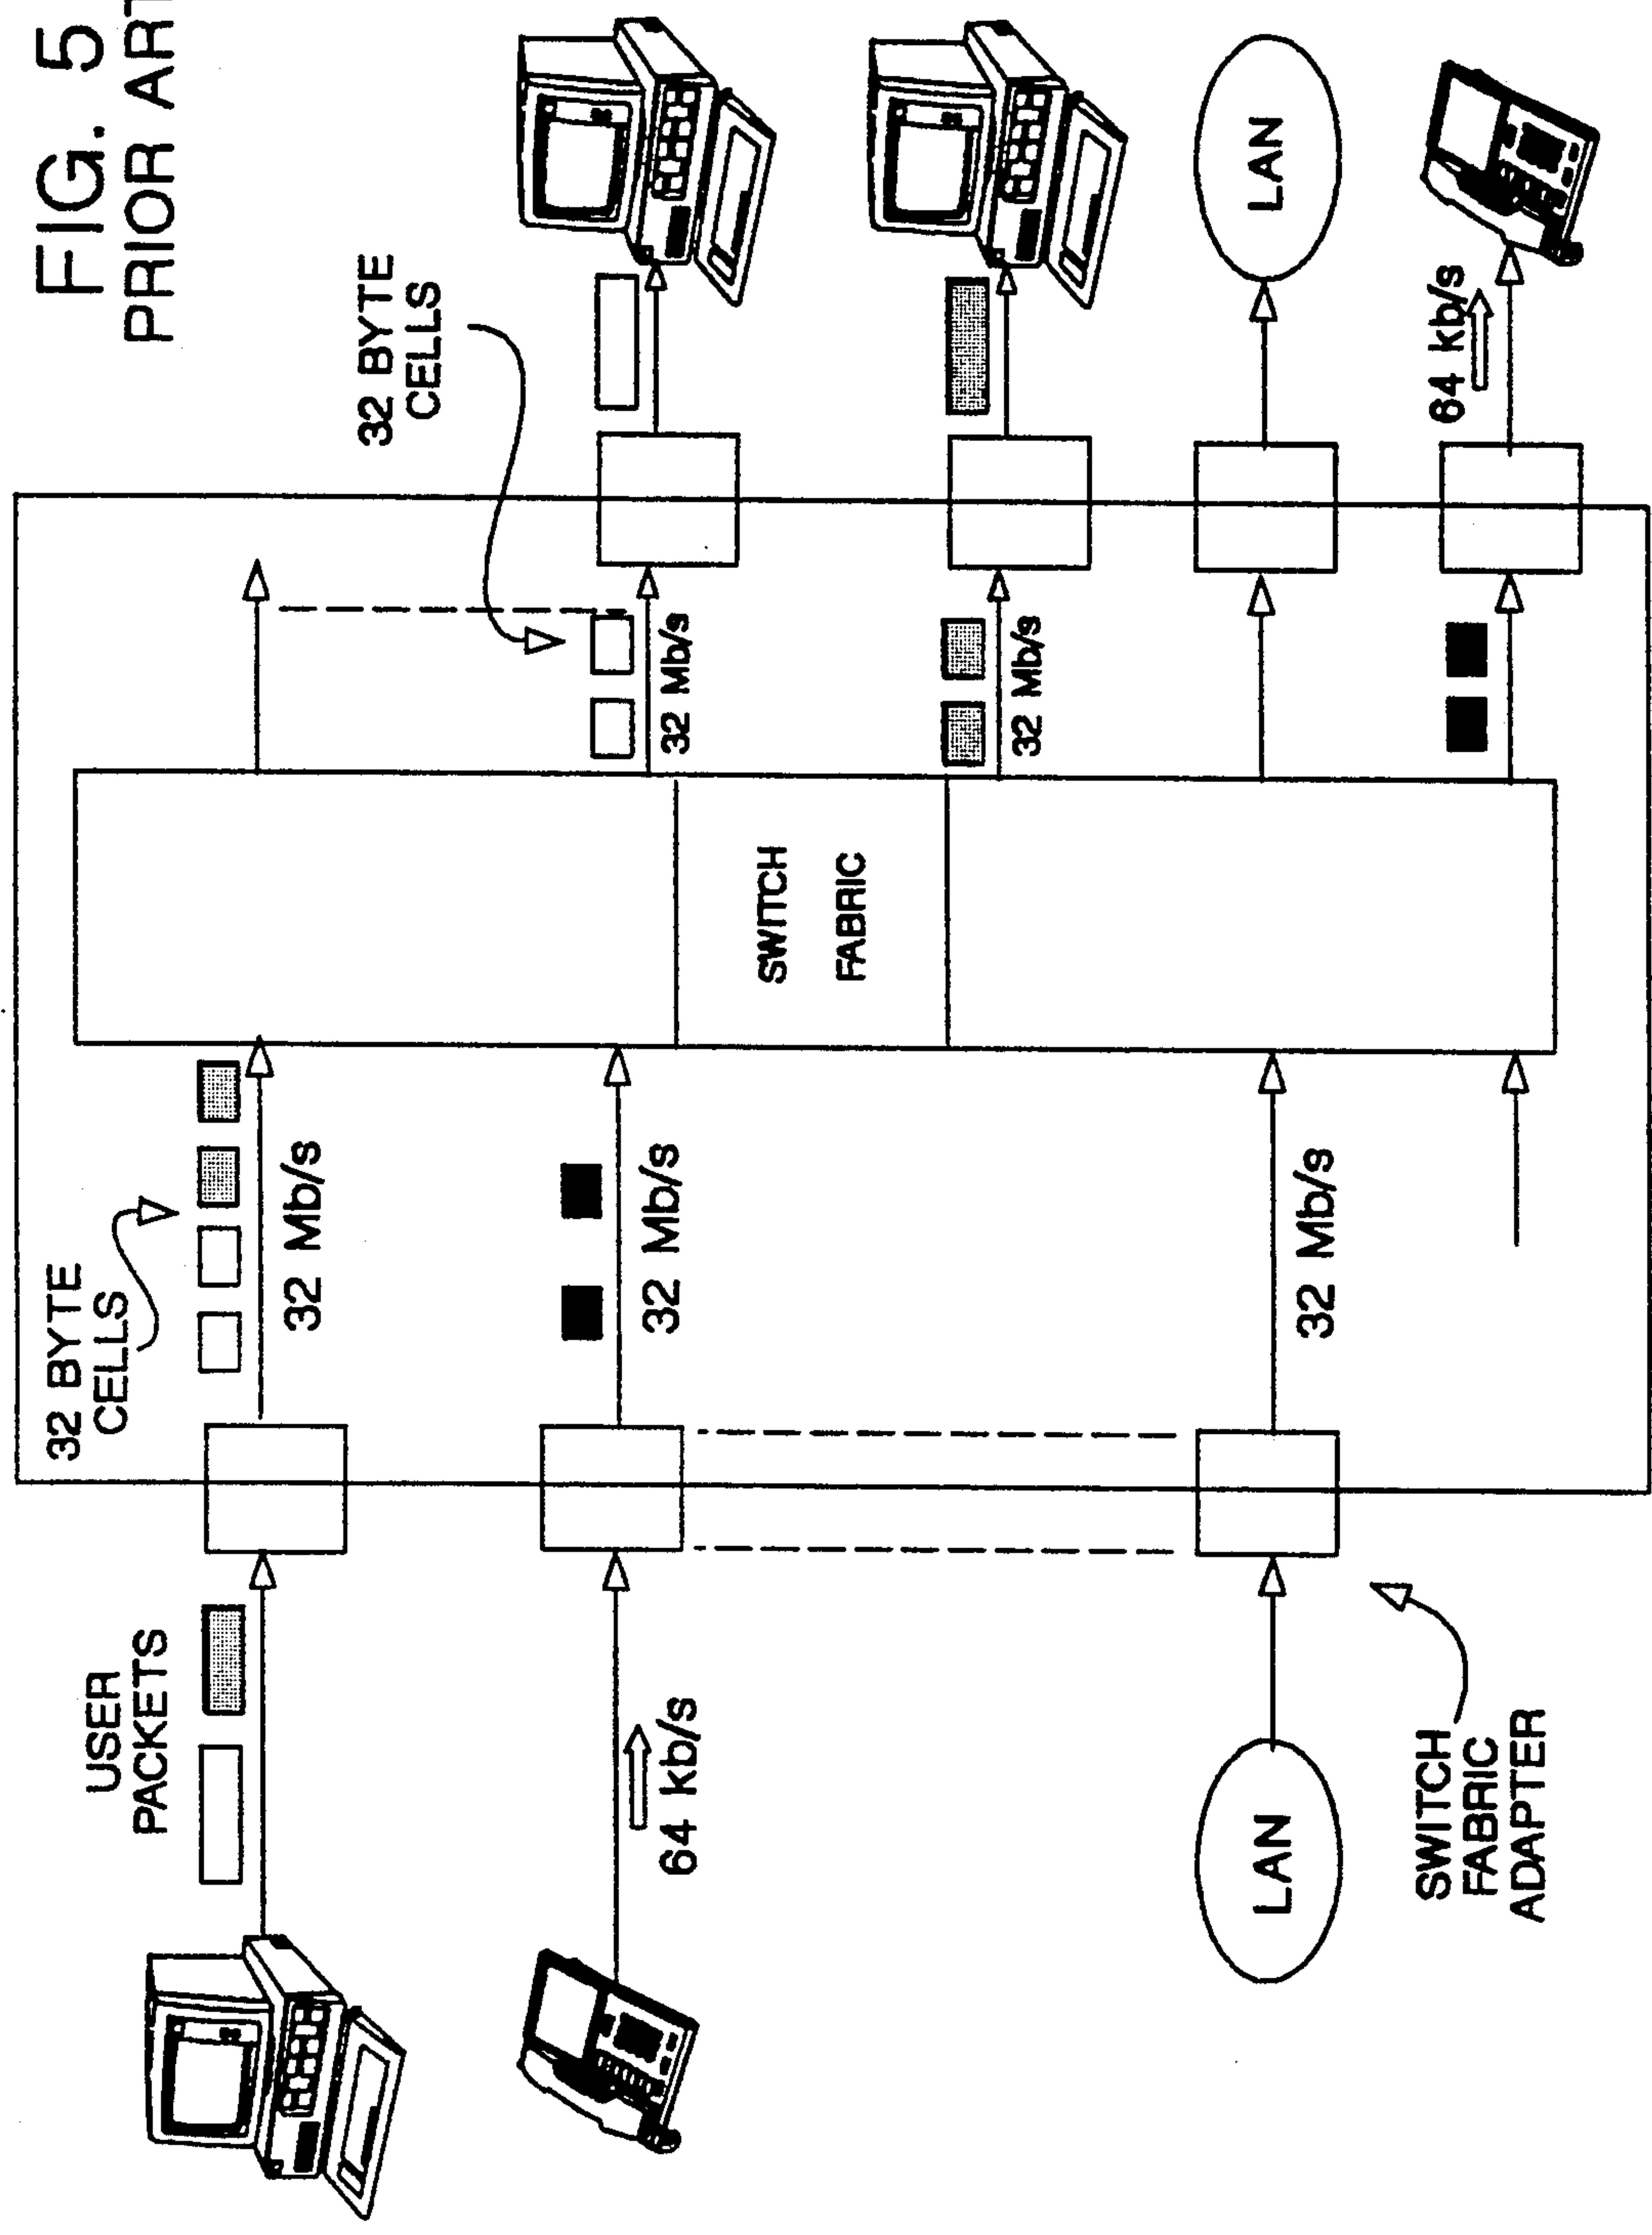 FIG. 5
PRIOR ART
USER
PACKETS
32 BYTE
CELLS
32 BYTE
CELLS
32 Mb/s
32 Mb/s
64 kb/s
32 Mb/s
SWITCH
FABRIC
32 Mb/s
LAN
32 Mb/s
LAN
64 kb/s
SWITCH
FABRIC
ADAPTER